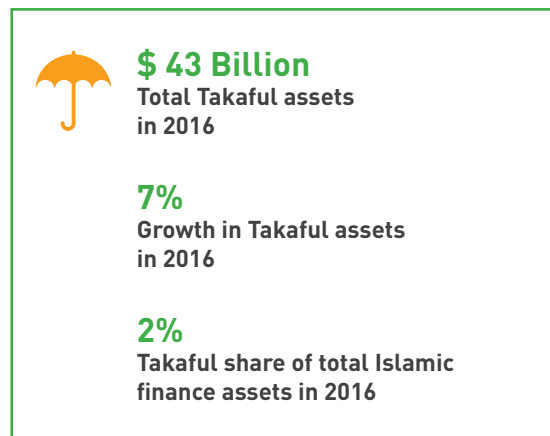 $ 43 Billion
Total Takaful assets
in 2016
7%
Growth in Takaful assets
in 2016
2%
Takaful share of total Islamic
finance assets in 2016